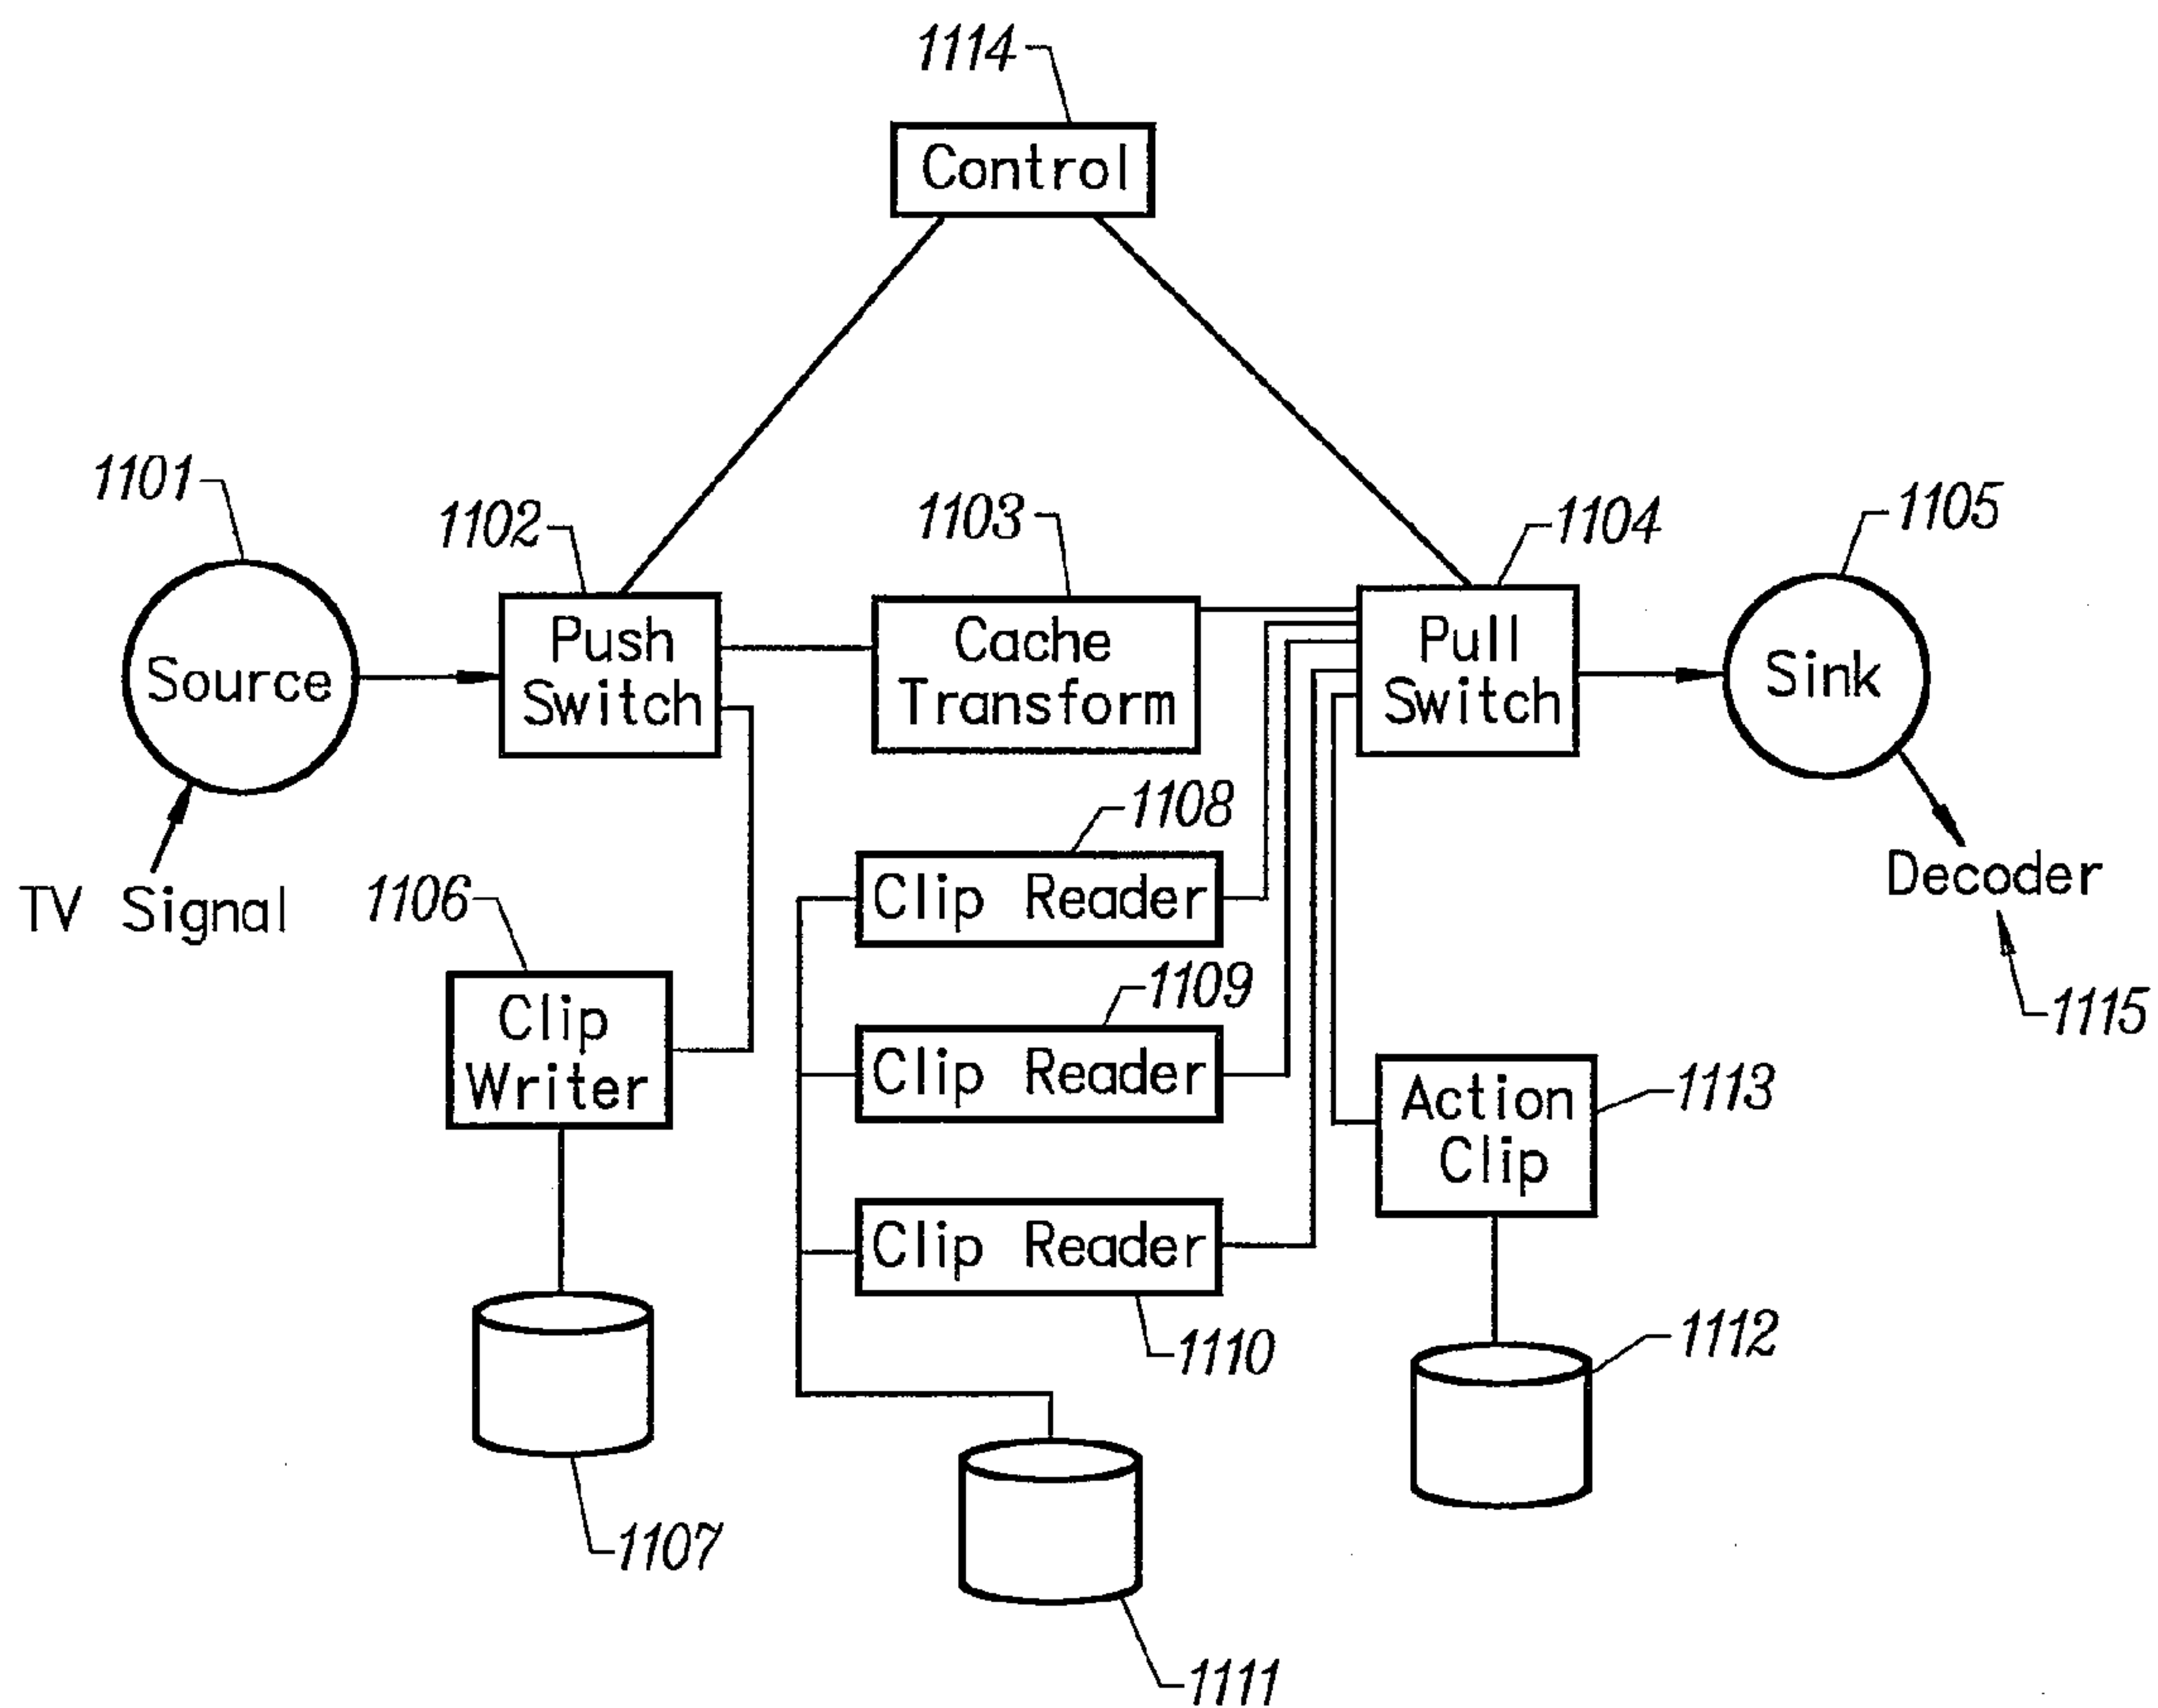 1114
Control
1101
1102
1103
1104
1105
Source
Push
Switch
Cache
Transform
Pull
Switch
Sink
TV Signal
1106
1108
Clip Reader
Decoder
1109
1115
Clip
Writer
Clip Reader
Action
Clip
1113
Clip Reader
1110
1112
1107
1111